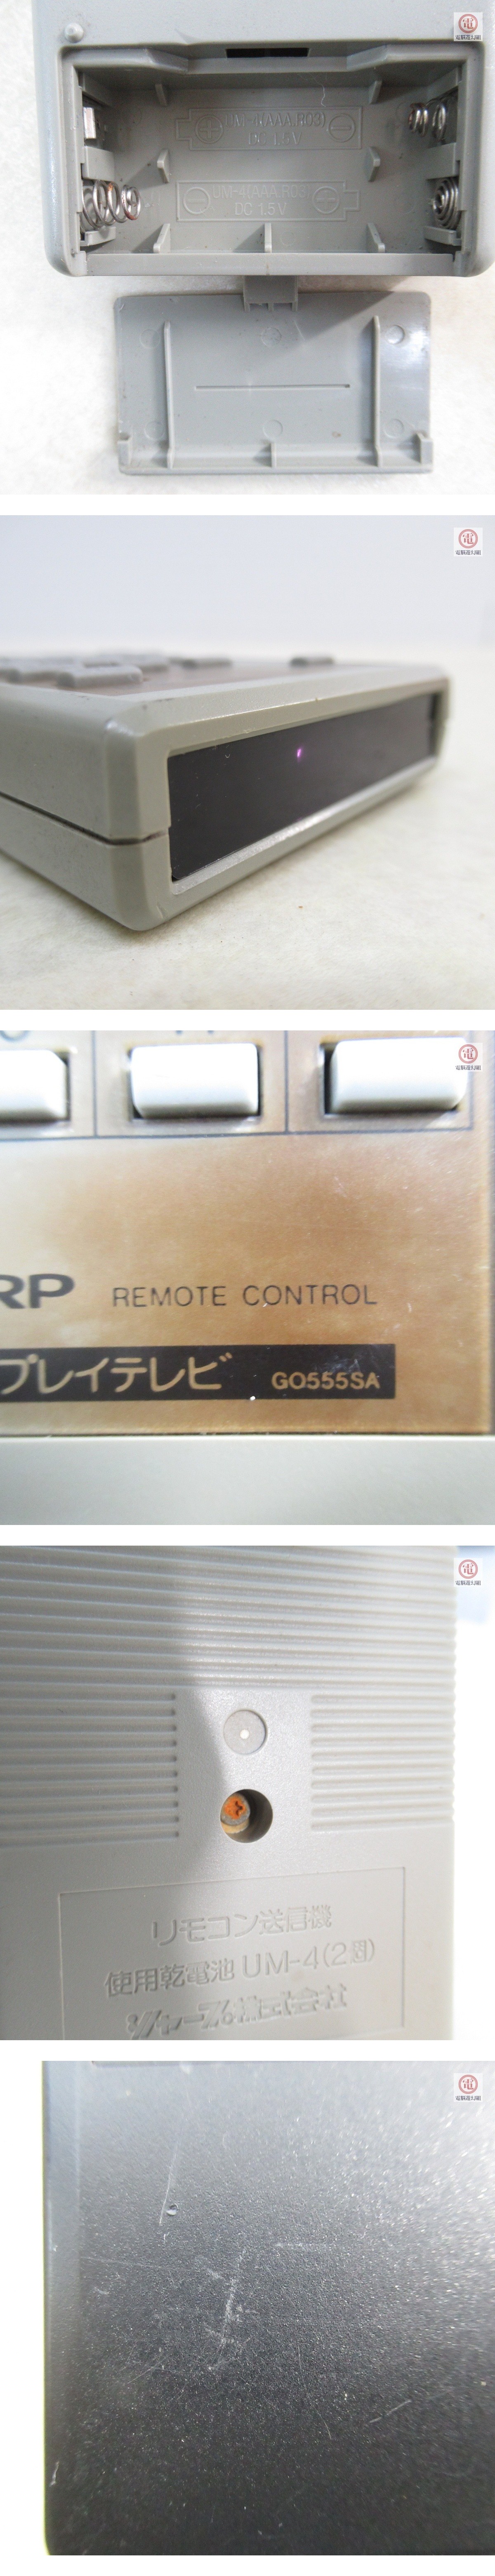 UM-4(AAA.R03)
DC 1.5V
UM-4(AAA.R03)
DC 1.5V
RP REMOTE CONTROL
プレイテレビ GO555SA
リモコン送信機
使用乾電池 UM-4(2個)
シャープ株式会社